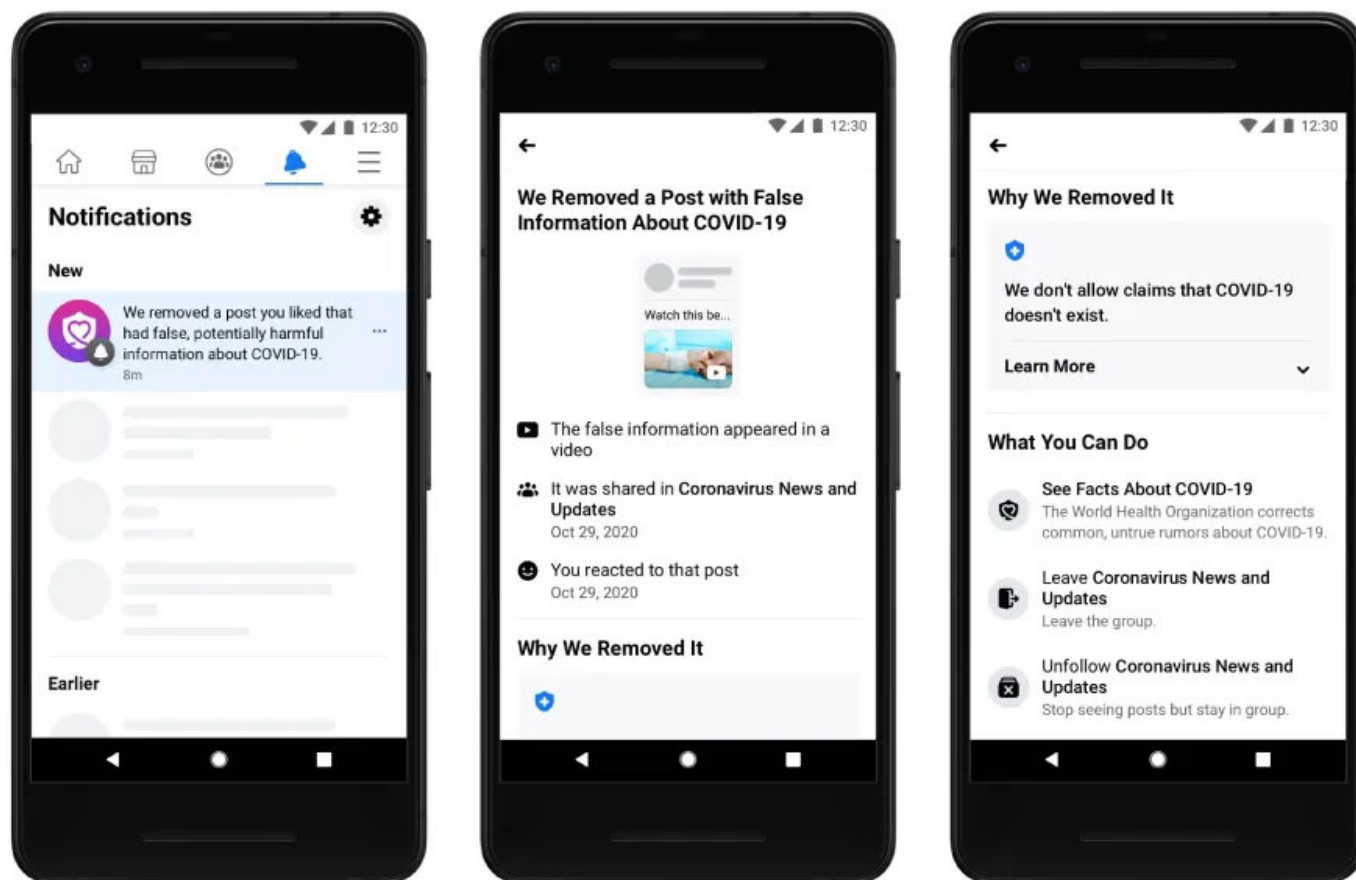 12:30
Notifications
New
We removed a post you liked that
had false, potentially harmful
information about COVID-19.
8m
Earlier
12:30
We Removed a Post with False
Information About COVID-19
Watch this be...
The false information appeared in a
video
It was shared in Coronavirus News and
Updates
Oct 29, 2020
You reacted to that post
Oct 29, 2020
Why We Removed It
12:30
Why We Removed It
We don't allow claims that COVID-19
doesn't exist.
Learn More
What You Can Do
See Facts About COVID-19
The World Health Organization corrects
common, untrue rumors about COVID-19.
Leave Coronavirus News and
Updates
Leave the group.
Unfollow Coronavirus News and
Updates
Stop seeing posts but stay in group.